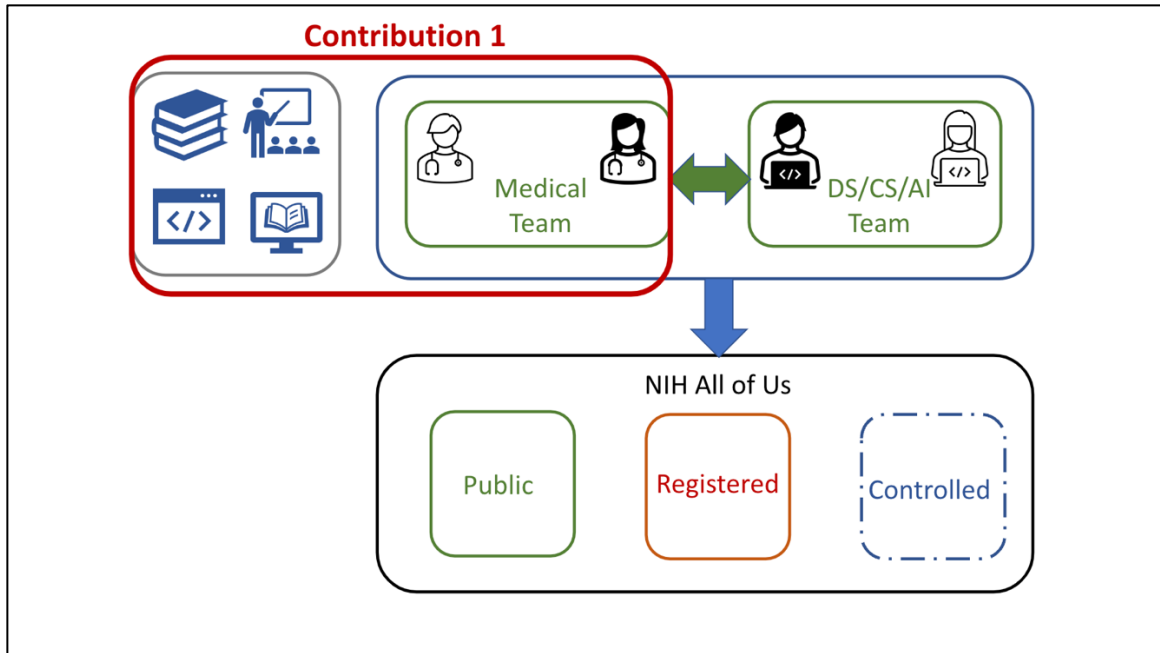 Contribution 1
</>
Medical
Team
</>
</>
DS/CS/AI
Team
NIH All of Us
Public
Registered
Controlled